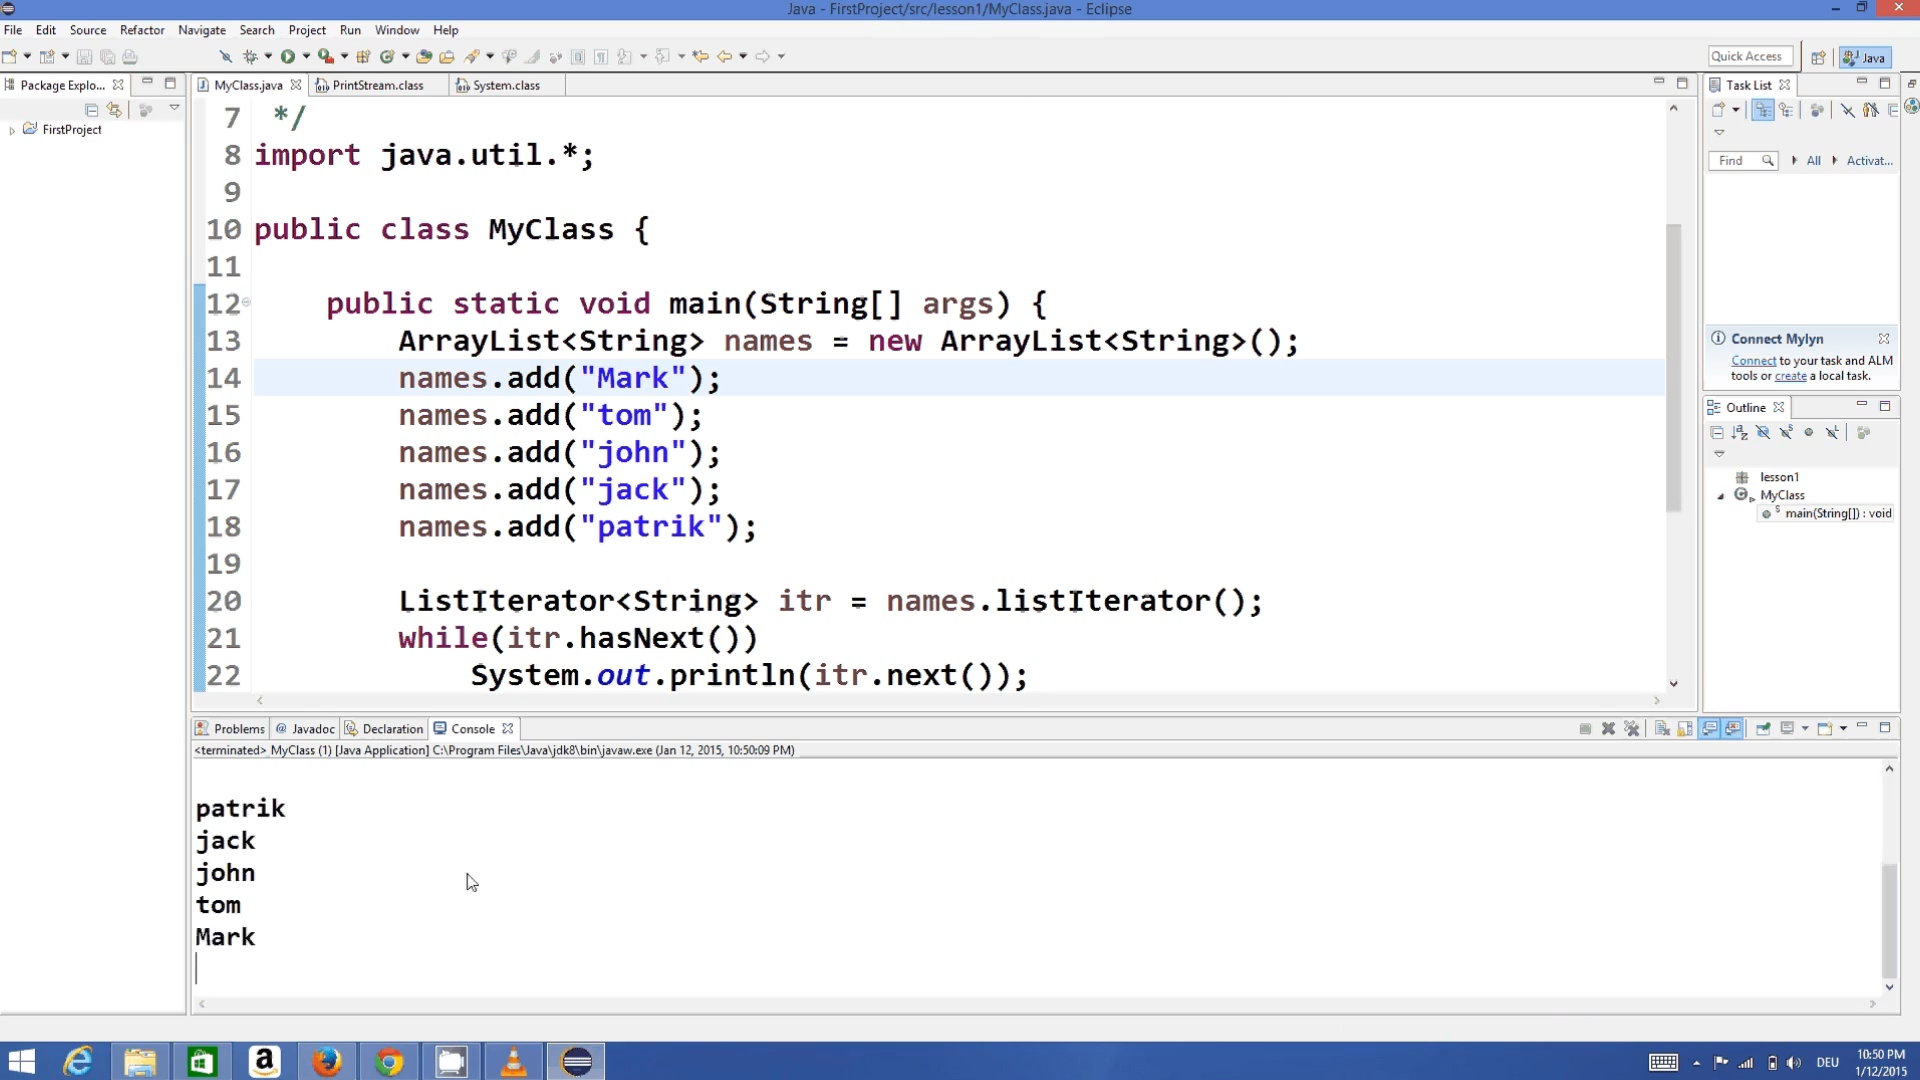 Java - FirstProject/src/lesson1/MyClass.java - Eclipse
File Edit Source Refactor Navigate Search Project Run Window Help
Quick Access
Java
Package Explo...
FirstProject
MyClass.java PrintStream.class System.class
7 */
8 import java.util.*;
9
10 public class MyClass {
11
12 public static void main(String[] args) {
13 ArrayList<String> names = new ArrayList<String>();
14 names.add("Mark");
15 names.add("tom");
16 names.add("john");
17 names.add("jack");
18 names.add("patrik");
19
20 ListIterator<String> itr = names.listIterator();
21 while(itr.hasNext())
22 System.out.println(itr.next());
Task List
Find All Activat...
Connect Mylyn
Connect to your task and ALM
tools or create a local task.
Outline
lesson1
MyClass
main(String[]) : void
Problems @ Javadoc Declaration Console
<terminated> MyClass (1) [Java Application] C:\Program Files\Java\jdk8\bin\javaw.exe (Jan 12, 2015, 10:50:09 PM)
patrik
jack
john
tom
Mark
DEU
10:50 PM
1/12/2015